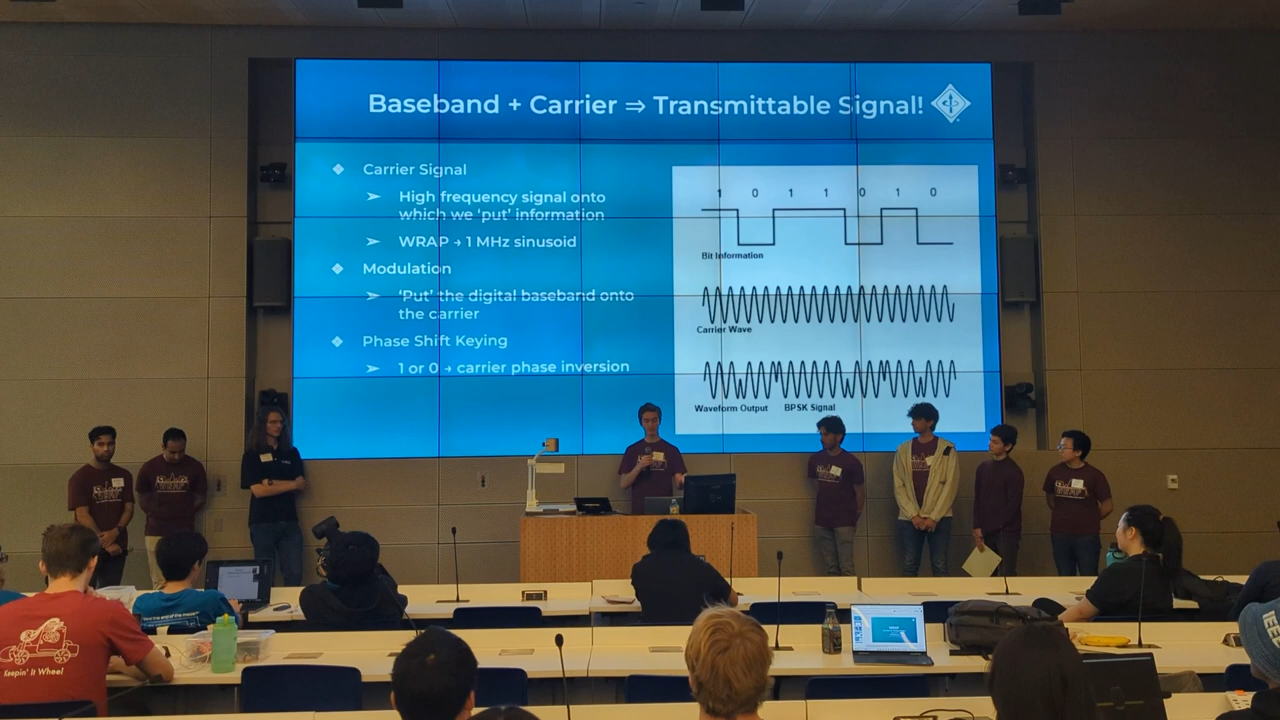 Baseband + Carrier ⇒ Transmittable Signal!
❖ Carrier Signal
➢ High frequency signal onto
which we 'put' information
➢ WRAP → 1 MHz sinusoid
❖ Modulation
➢ 'Put' the digital baseband onto
the carrier
❖ Phase Shift Keying
➢ 1 or 0 → carrier phase inversion
1 0 1 1 0 1 0
Bit Information
Carrier Wave
Waveform Output BPSK Signal
Keepin' It Wheel